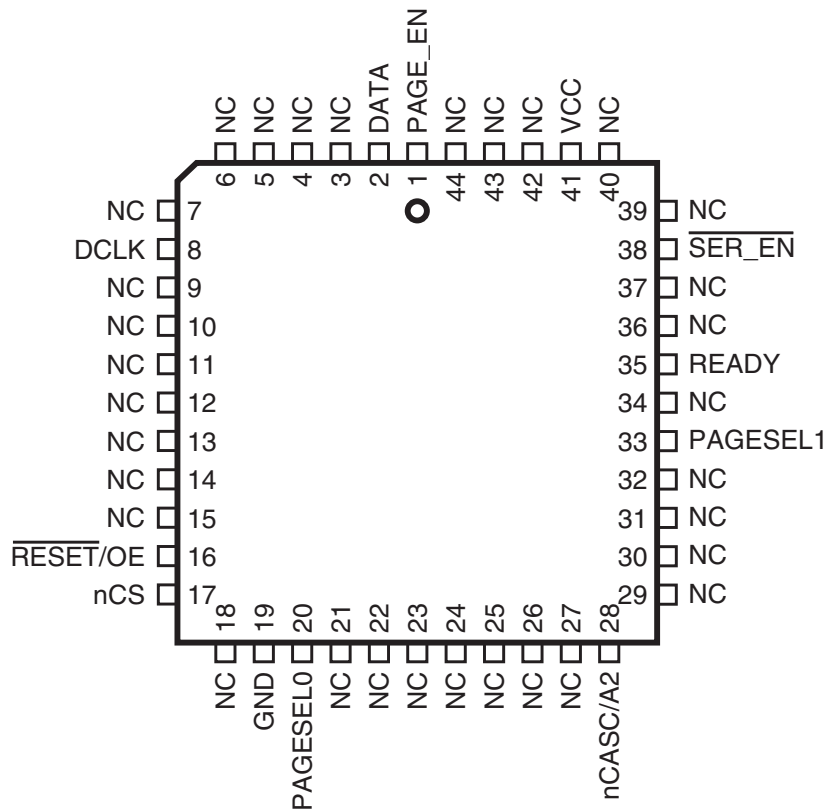 NC NC NC NC DATA PAGE_EN NC NC NC VCC NC
6 5 4 3 2 1 44 43 42 41 40
NC 7 39 NC
DCLK 8 38 SER_EN
NC 9 37 NC
NC 10 36 NC
NC 11 35 READY
NC 12 34 NC
NC 13 33 PAGESEL1
NC 14 32 NC
NC 15 31 NC
RESET/OE 16 30 NC
nCS 17 29 NC
18 19 20 21 22 23 24 25 26 27 28
NC GND PAGESEL0 NC NC NC NC NC NC NC nCASC/A2